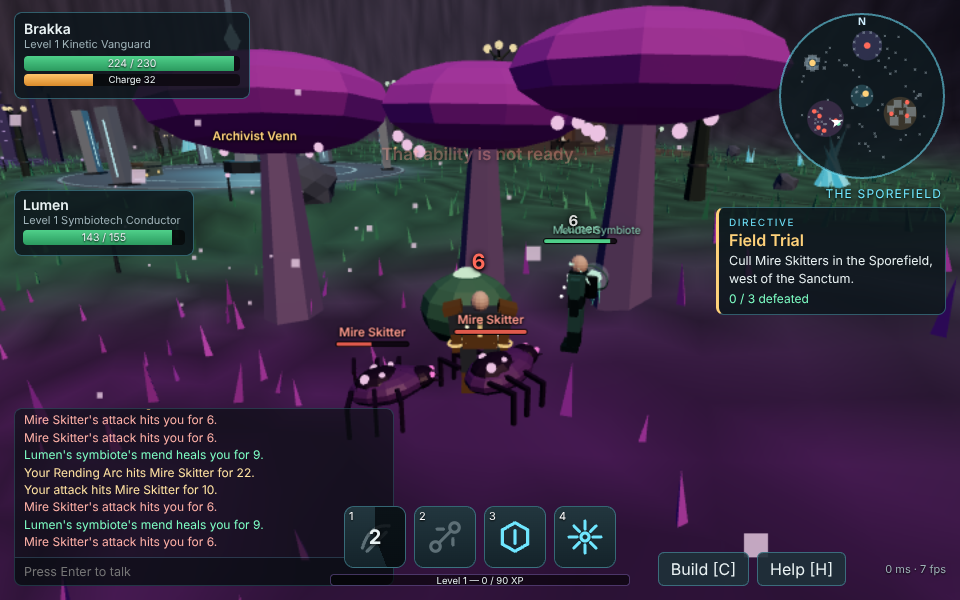 Brakka
Level 1 Kinetic Vanguard
224 / 230
Charge 32
N
Archivist Venn
That ability is not ready.
THE SPOREFIELD
Lumen
Level 1 Symbiotech Conductor
143 / 155
DIRECTIVE
Field Trial
Cull Mire Skitters in the Sporefield,
west of the Sanctum.
0 / 3 defeated
6
6
Mire Skitter
Mire Skitter
Mire Skitter's attack hits you for 6.
Mire Skitter's attack hits you for 6.
Lumen's symbiote's mend heals you for 9.
Your Rending Arc hits Mire Skitter for 22.
Your attack hits Mire Skitter for 10.
Mire Skitter's attack hits you for 6.
Lumen's symbiote's mend heals you for 9.
Mire Skitter's attack hits you for 6.
Press Enter to talk
1
2
2
3
4
Level 1 — 0 / 90 XP
Build [C]
Help [H]
0 ms · 7 fps